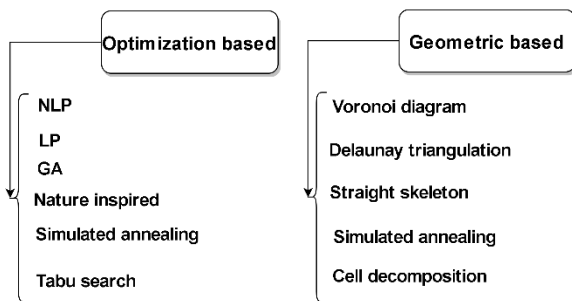 Optimization based
NLP
LP
GA
Nature inspired
Simulated annealing
Tabu search
Geometric based
Voronoi diagram
Delaunay triangulation
Straight skeleton
Simulated annealing
Cell decomposition